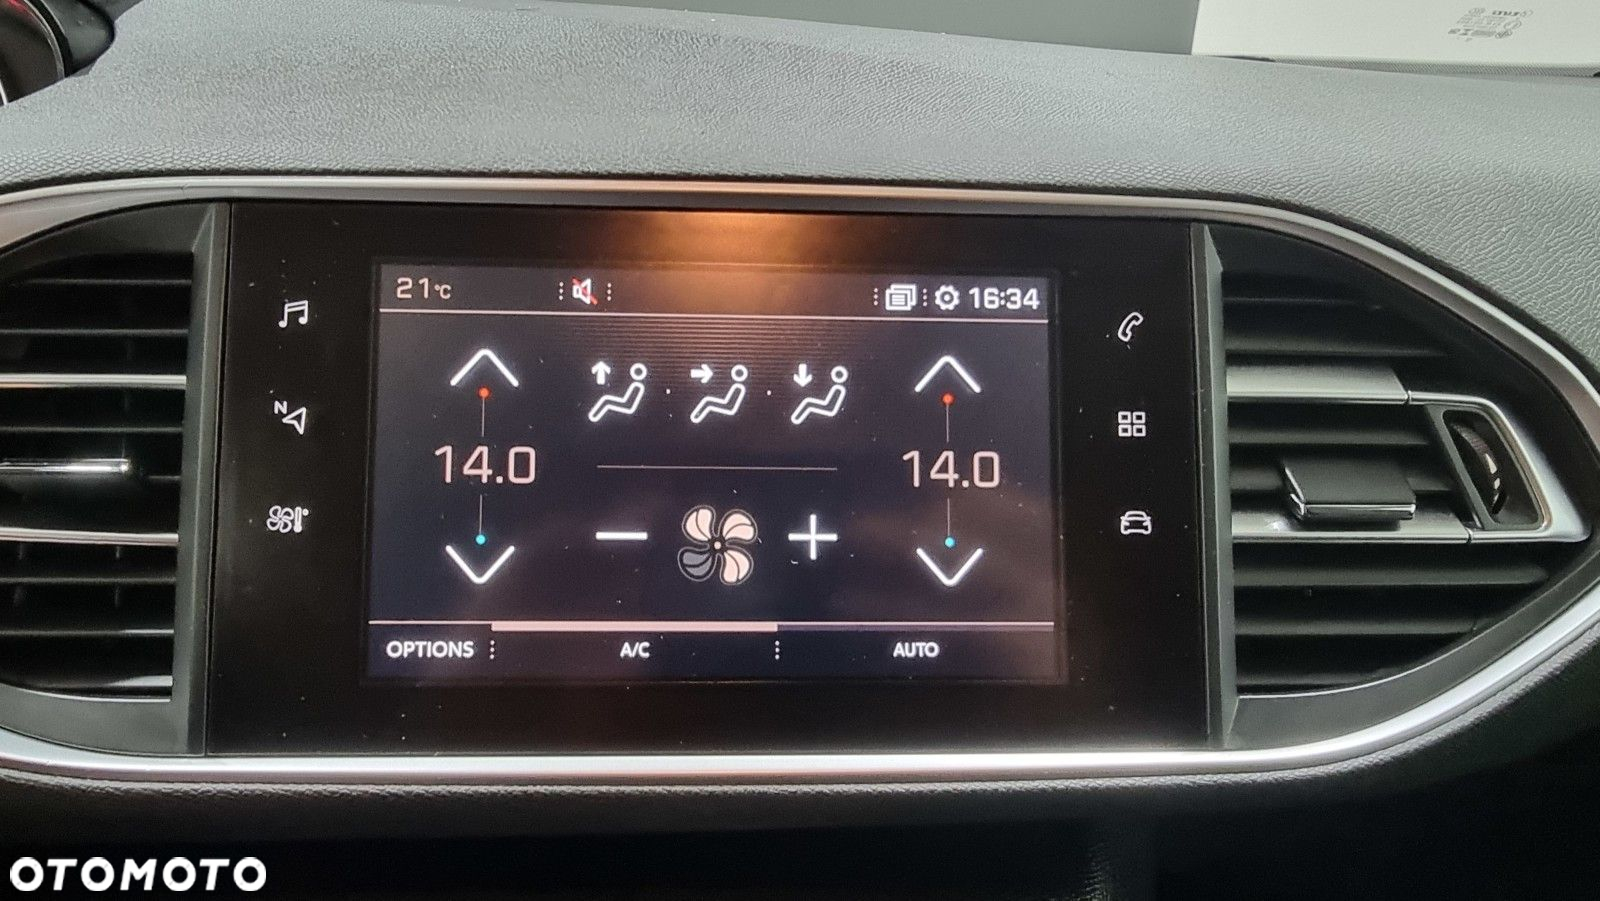 21°C
16:34
N
14.0
14.0
OPTIONS
A/C
AUTO
OTOMOTO